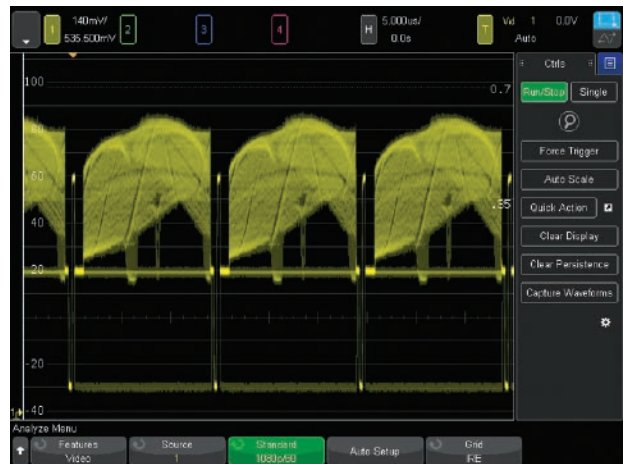 1
140mV/
535.500mV
2
3
4
H
5.000us/
0.0s
T
Vid
Auto
1
0.0V
Ctrls
100
0.7
Run/Stop
Single
80
Force Trigger
60
Auto Scale
.35
40
Quick Action
Clear Display
20
Clear Persistence
Capture Waveforms
-20
-40
Analyze Menu
Features
Video
Source
1
Standard
1080p/60
Auto Setup
Grid
IRE